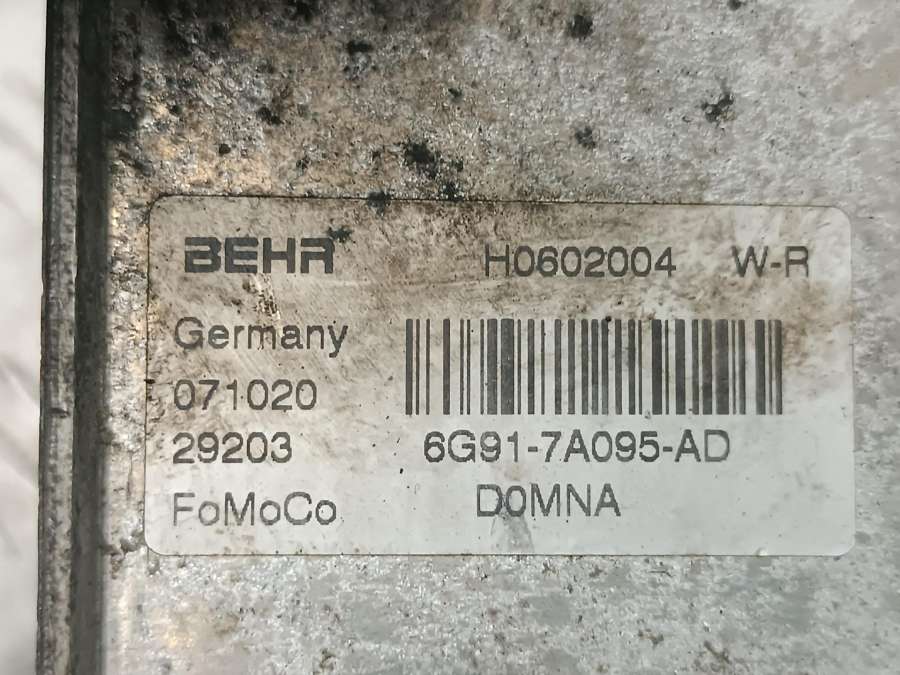 BEHR H0602004 W-R
Germany
071020
29203 6G91-7A095-AD
FoMoCo D0MNA